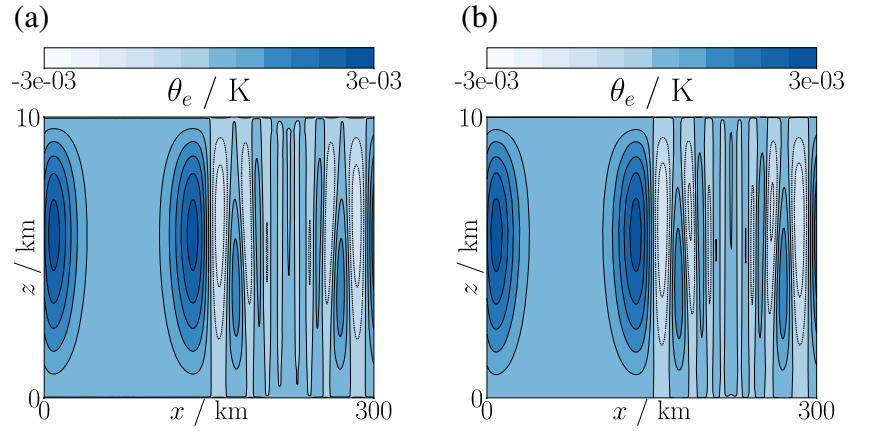 (a)
(b)
-3e-03 3e-03
-3e-03 3e-03
θe / K
θe / K
10
10
z / km
z / km
0
0
0 x / km 300
0 x / km 300